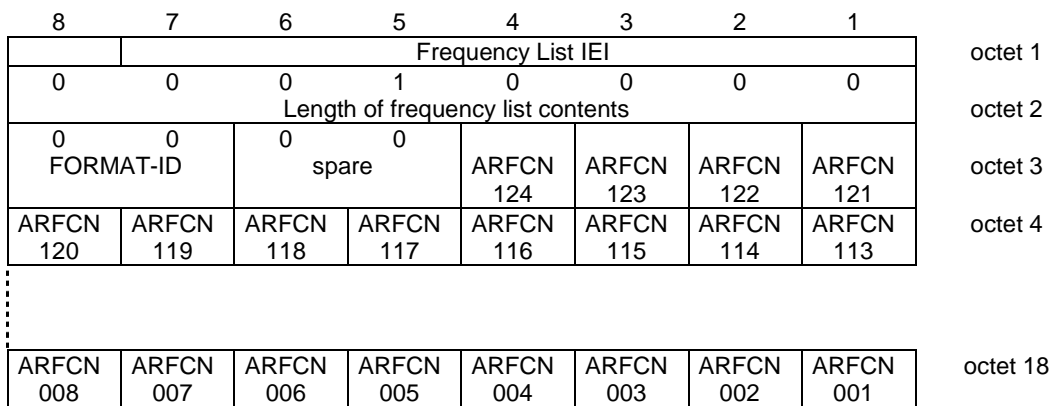 8 7 6 5 4 3 2 1
Frequency List IEI octet 1
0 0 0 1 0 0 0 0
Length of frequency list contents octet 2
0 0 0 0
FORMAT-ID spare ARFCN ARFCN ARFCN ARFCN octet 3
124 123 122 121
ARFCN ARFCN ARFCN ARFCN ARFCN ARFCN ARFCN ARFCN octet 4
120 119 118 117 116 115 114 113
ARFCN ARFCN ARFCN ARFCN ARFCN ARFCN ARFCN ARFCN octet 18
008 007 006 005 004 003 002 001